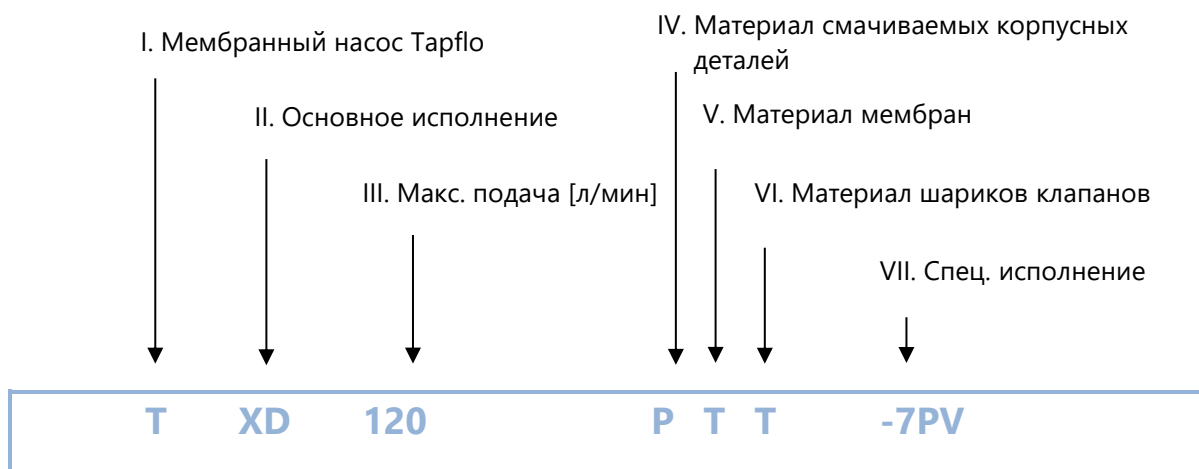 I. Мембранный насос Tapflo
IV. Материал смачиваемых корпусных
деталей
II. Основное исполнение
V. Материал мембран
III. Макс. подача [л/мин]
VI. Материал шариков клапанов
VII. Спец. исполнение
T XD 120 P T T -7PV